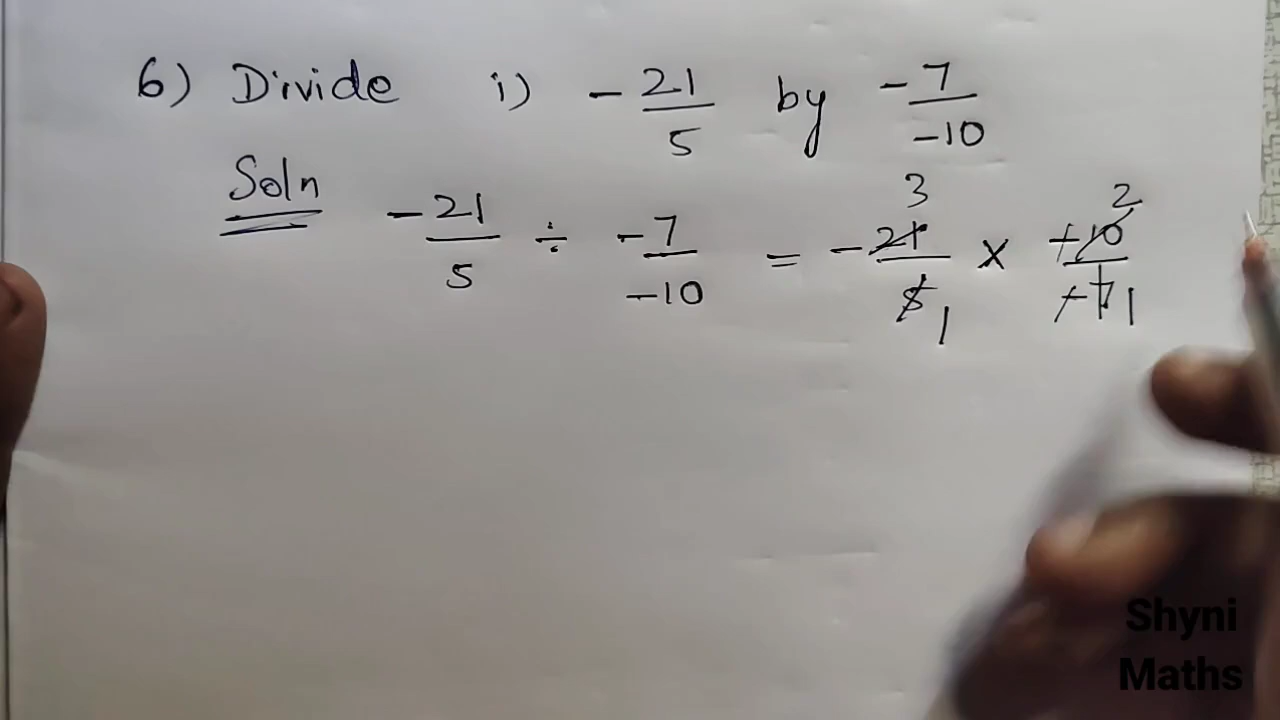 6) Divide i) -21/5 by -7/-10
Soln -21/5 ÷ -7/-10 = -21/5 × -10/-7
3 2
1 1
Shyni
Maths